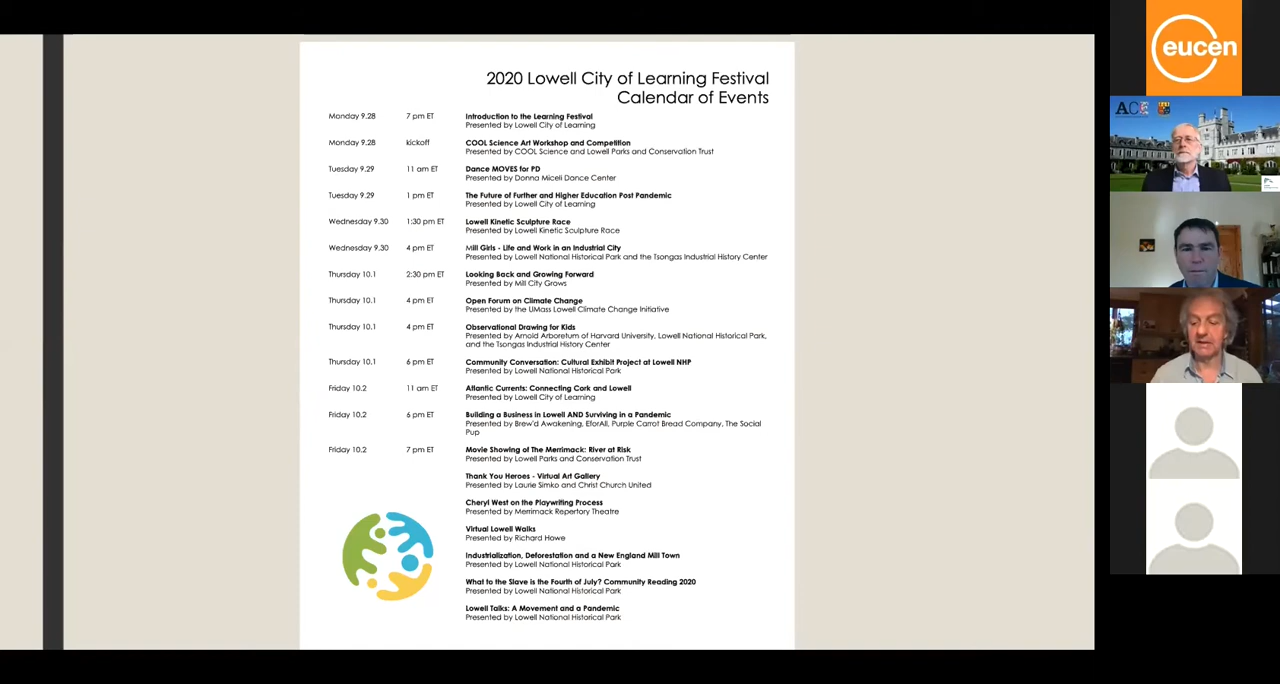 2020 Lowell City of Learning Festival
Calendar of Events
Monday 9.28 7 pm ET Introduction to the Learning Festival
Presented by Lowell City of Learning
Monday 9.28 kickoff COOL Science Art Workshop and Competition
Presented by COOL Science and Lowell Parks and Conservation Trust
Tuesday 9.29 11 am ET Dance MOVES for PD
Presented by Donna Miceli Dance Center
Tuesday 9.29 1 pm ET The Future of Further and Higher Education Post Pandemic
Presented by Lowell City of Learning
Wednesday 9.30 1:30 pm ET Lowell Kinetic Sculpture Race
Presented by Lowell Kinetic Sculpture Race
Wednesday 9.30 4 pm ET Mill Girls - Life and Work in an Industrial City
Presented by Lowell National Historical Park and the Tsongas Industrial History Center
Thursday 10.1 2:30 pm ET Looking Back and Growing Forward
Presented by Mill City Grows
Thursday 10.1 4 pm ET Open Forum on Climate Change
Presented by the UMass Lowell Climate Change Initiative
Thursday 10.1 4 pm ET Observational Drawing for Kids
Presented by Arnold Arboretum of Harvard University, Lowell National Historical Park,
and the Tsongas Industrial History Center
Thursday 10.1 6 pm ET Community Conversation: Cultural Exhibit Project at Lowell NHP
Presented by Lowell National Historical Park
Friday 10.2 11 am ET Atlantic Currents: Connecting Cork and Lowell
Presented by Lowell City of Learning
Friday 10.2 6 pm ET Building a Business in Lowell AND Surviving in a Pandemic
Presented by Brew'd Awakening, EforAll, Purple Carrot Bread Company, The Social
Pup
Friday 10.2 7 pm ET Movie Showing of The Merrimack: River at Risk
Presented by Lowell Parks and Conservation Trust
Thank You Heroes - Virtual Art Gallery
Presented by Laurie Simko and Christ Church United
Cheryl West on the Playwriting Process
Presented by Merrimack Repertory Theatre
Virtual Lowell Walks
Presented by Richard Howe
Industrialization, Deforestation and a New England Mill Town
Presented by Lowell National Historical Park
What to the Slave is the Fourth of July? Community Reading 2020
Presented by Lowell National Historical Park
Lowell Talks: A Movement and a Pandemic
Presented by Lowell National Historical Park
eucen
ACE